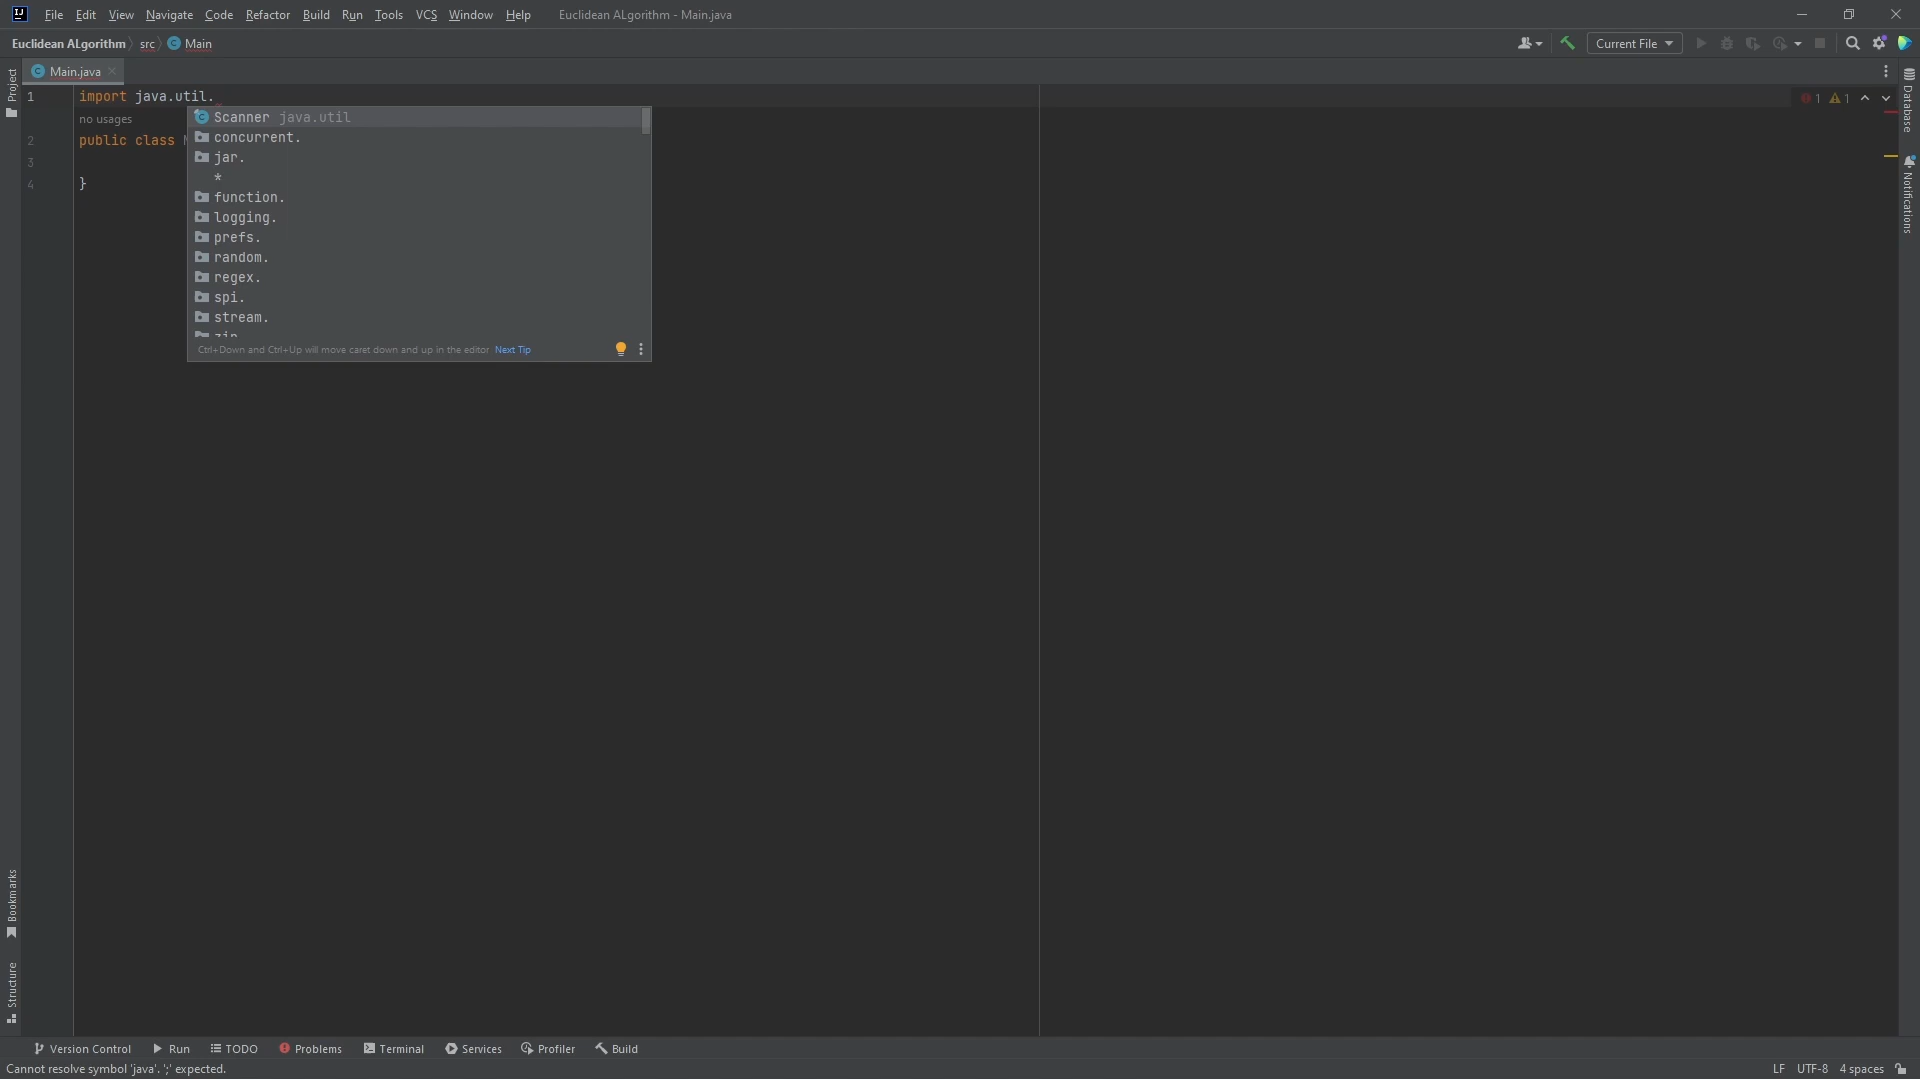 File Edit View Navigate Code Refactor Build Run Tools VCS Window Help Euclidean ALgorithm - Main.java
Euclidean ALgorithm src Main
Current File
Project
Main.java
1 import java.util.
1 1
no usages
2 public class
3
4 }
Scanner java.util
concurrent.
jar.
*
function.
logging.
prefs.
random.
regex.
spi.
stream.
Ctrl+Down and Ctrl+Up will move caret down and up in the editor Next Tip
Database
Notifications
Bookmarks
Structure
Version Control Run TODO Problems Terminal Services Profiler Build
Cannot resolve symbol 'java'. ';' expected.
LF UTF-8 4 spaces